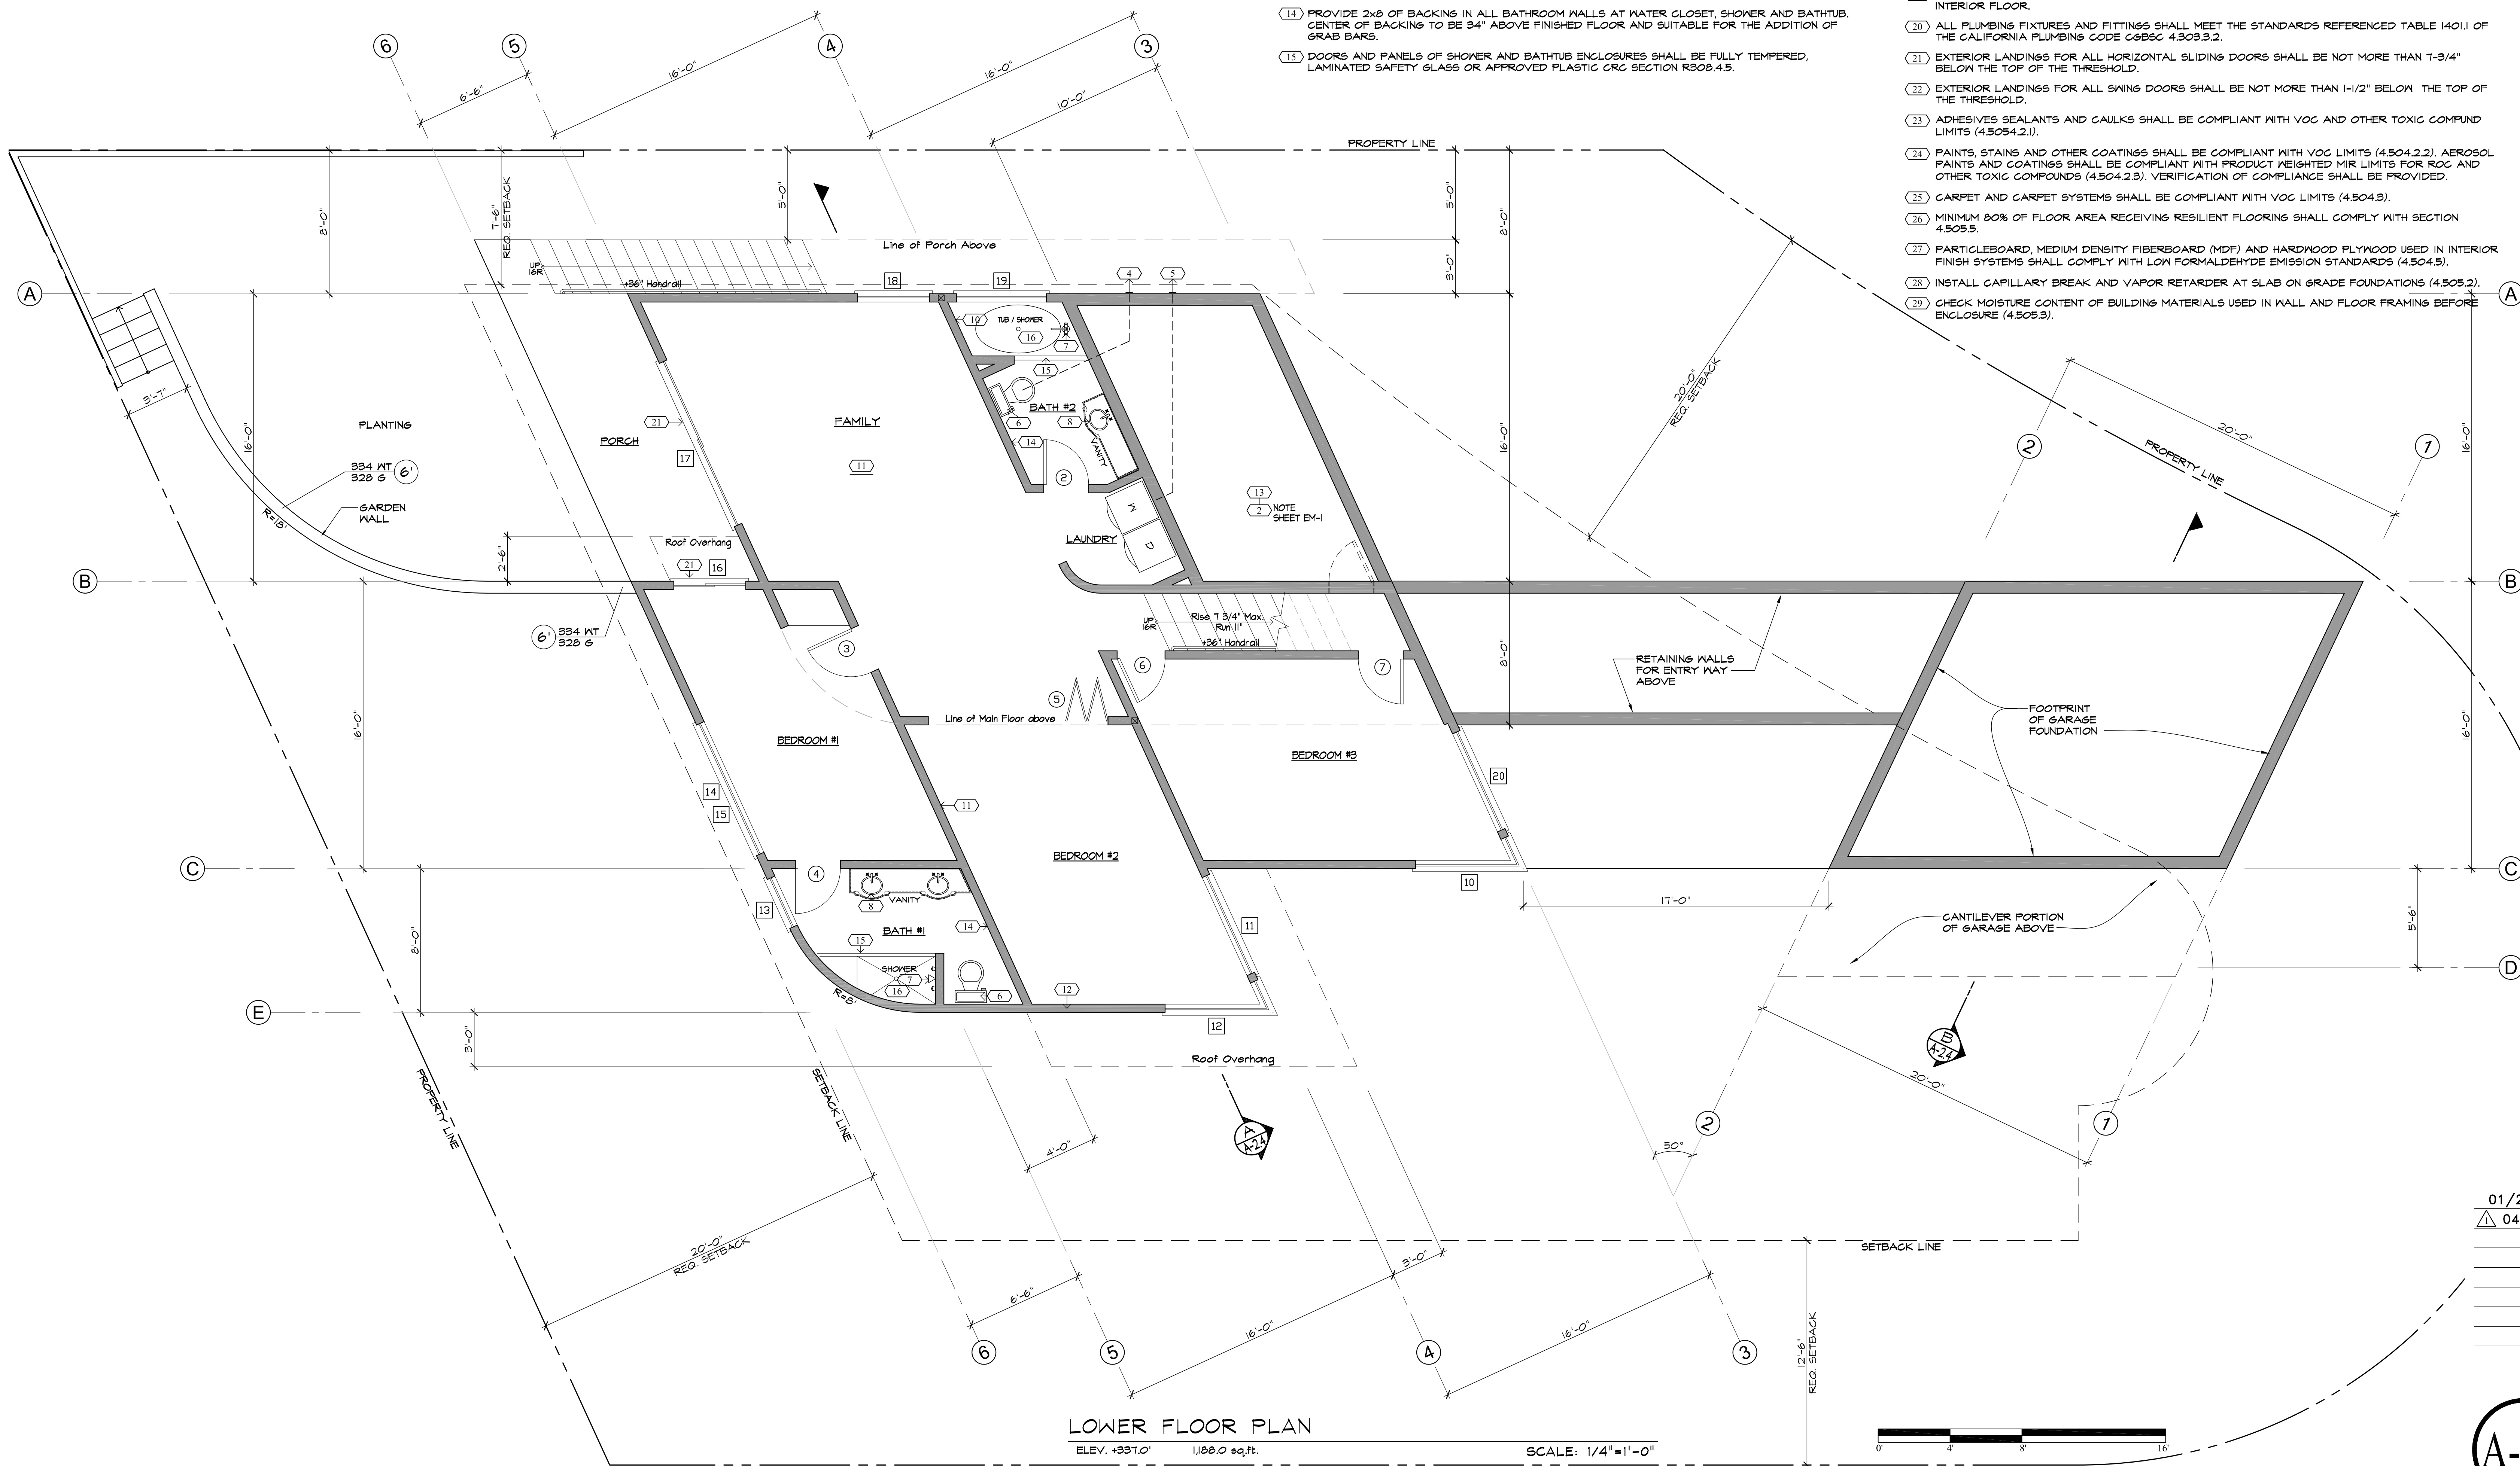 14 PROVIDE 2x8 OF BACKING IN ALL BATHROOM WALLS AT WATER CLOSET, SHOWER AND BATHTUB.
CENTER OF BACKING TO BE 34" ABOVE FINISHED FLOOR AND SUITABLE FOR THE ADDITION OF
GRAB BARS.
15 DOORS AND PANELS OF SHOWER AND BATHTUB ENCLOSURES SHALL BE FULLY TEMPERED,
LAMINATED SAFETY GLASS OR APPROVED PLASTIC CRC SECTION R308.4.5.
INTERIOR FLOOR.
20 ALL PLUMBING FIXTURES AND FITTINGS SHALL MEET THE STANDARDS REFERENCED TABLE 1401.1 OF
THE CALIFORNIA PLUMBING CODE CGBSC 4.303.3.2.
21 EXTERIOR LANDINGS FOR ALL HORIZONTAL SLIDING DOORS SHALL BE NOT MORE THAN 7-3/4"
BELOW THE TOP OF THE THRESHOLD.
22 EXTERIOR LANDINGS FOR ALL SWING DOORS SHALL BE NOT MORE THAN 1-1/2" BELOW THE TOP OF
THE THRESHOLD.
23 ADHESIVES SEALANTS AND CAULKS SHALL BE COMPLIANT WITH VOC AND OTHER TOXIC COMPUND
LIMITS (4.5054.2.1).
24 PAINTS, STAINS AND OTHER COATINGS SHALL BE COMPLIANT WITH VOC LIMITS (4.504.2.2). AEROSOL
PAINTS AND COATINGS SHALL BE COMPLIANT WITH PRODUCT WEIGHTED MIR LIMITS FOR ROC AND
OTHER TOXIC COMPOUNDS (4.504.2.3). VERIFICATION OF COMPLIANCE SHALL BE PROVIDED.
25 CARPET AND CARPET SYSTEMS SHALL BE COMPLIANT WITH VOC LIMITS (4.504.3).
26 MINIMUM 80% OF FLOOR AREA RECEIVING RESILIENT FLOORING SHALL COMPLY WITH SECTION
4.505.5.
27 PARTICLEBOARD, MEDIUM DENSITY FIBERBOARD (MDF) AND HARDWOOD PLYWOOD USED IN INTERIOR
FINISH SYSTEMS SHALL COMPLY WITH LOW FORMALDEHYDE EMISSION STANDARDS (4.504.5).
28 INSTALL CAPILLARY BREAK AND VAPOR RETARDER AT SLAB ON GRADE FOUNDATIONS (4.505.2).
29 CHECK MOISTURE CONTENT OF BUILDING MATERIALS USED IN WALL AND FLOOR FRAMING BEFORE
ENCLOSURE (4.505.3).
6 5 4 3
6'-6" 16'-0" 16'-0" 10'-0"
PROPERTY LINE
8'-0"
7'-6"
REQ. SETBACK
5'-0"
5'-0"
8'-0"
3'-0"
Line of Porch Above
UP
16R
+36" Handrail
18 19 4 5
A A
10 TUB / SHOWER
16
7
15
20'-0"
REQ. SETBACK
3'-7"
16'-0"
PLANTING
PORCH
21
17
FAMILY
11
BATH #2
6 8
14
VANITY
2
16'-0"
2
20'-0"
1
PROPERTY LINE
16'-0"
334 WT
328 G
6'
GARDEN
WALL
R=18'
2'-6"
Roof Overhang
21 16
LAUNDRY
W
D
13
2 NOTE
SHEET EM-1
B B
6' 334 WT
328 G
3
UP
16R
Rise 7 3/4" Max.
Run 11"
+36" Handrail
6 7
8'-0"
RETAINING WALLS
FOR ENTRY WAY
ABOVE
5
Line of Main Floor above
FOOTPRINT
OF GARAGE
FOUNDATION
16'-0"
16'-0"
BEDROOM #1
BEDROOM #3
20
14
15
11
BEDROOM #2
C C
4
10
17'-0"
VANITY
8
13
11
CANTILEVER PORTION
OF GARAGE ABOVE
5'-6"
8'-0"
BATH #1
14
15
SHOWER
7
16
6
12
R=8'
D
E
12
3'-0"
Roof Overhang
B
A-2.4
20'-0"
PROPERTY LINE
SETBACK LINE
A
A-2.4
4'-0"
50°
2 1
20'-0"
REQ. SETBACK
3'-0"
SETBACK LINE
01/2
1 04
6'-6"
16'-0"
16'-0"
12'-6"
REQ. SETBACK
6 5 4 3
LOWER FLOOR PLAN
ELEV. +337.0' 1,188.0 sq.ft. SCALE: 1/4"=1'-0"
0' 4' 8' 16'
A-